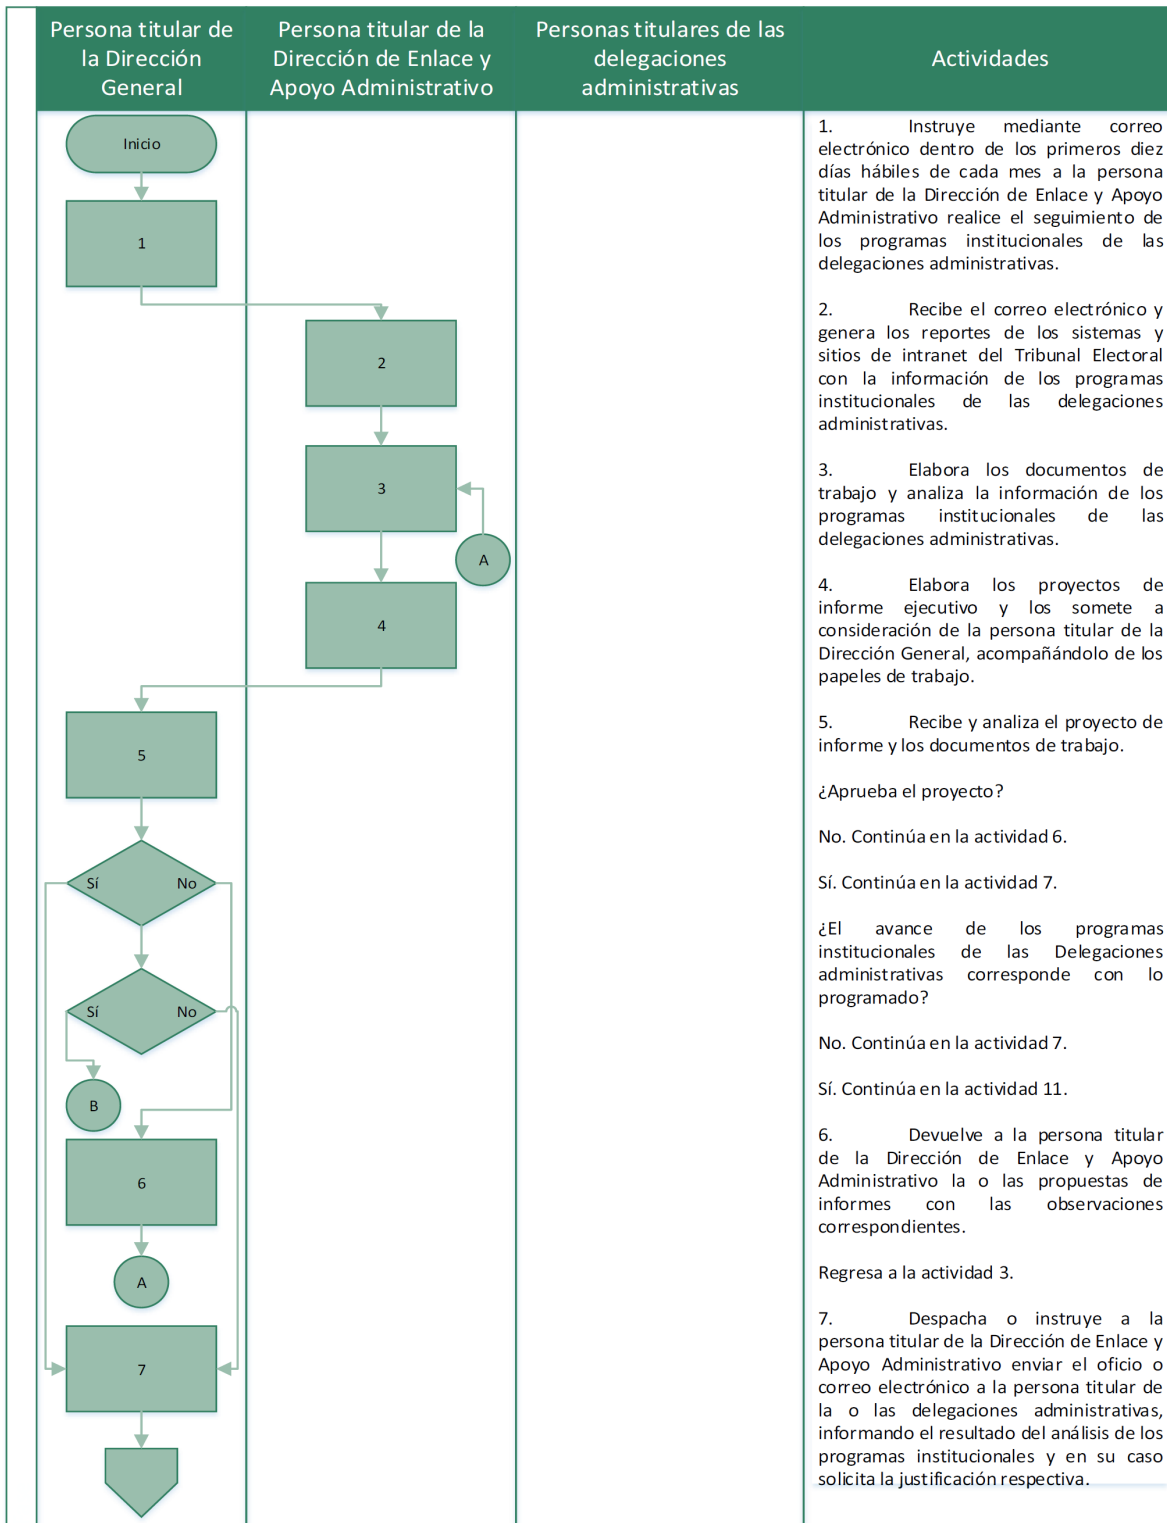 Persona titular de
la Dirección
General
Persona titular de la
Dirección de Enlace y
Apoyo Administrativo
Personas titulares de las
delegaciones
administrativas
Actividades
Inicio
1
2
3
A
4
5
Sí No
Sí No
B
6
A
7
1. Instruye mediante correo
electrónico dentro de los primeros diez
días hábiles de cada mes a la persona
titular de la Dirección de Enlace y Apoyo
Administrativo realice el seguimiento de
los programas institucionales de las
delegaciones administrativas.
2. Recibe el correo electrónico y
genera los reportes de los sistemas y
sitios de intranet del Tribunal Electoral
con la información de los programas
institucionales de las delegaciones
administrativas.
3. Elabora los documentos de
trabajo y analiza la información de los
programas institucionales de las
delegaciones administrativas.
4. Elabora los proyectos de
informe ejecutivo y los somete a
consideración de la persona titular de la
Dirección General, acompañándolo de los
papeles de trabajo.
5. Recibe y analiza el proyecto de
informe y los documentos de trabajo.
¿Aprueba el proyecto?
No. Continúa en la actividad 6.
Sí. Continúa en la actividad 7.
¿El avance de los programas
institucionales de las Delegaciones
administrativas corresponde con lo
programado?
No. Continúa en la actividad 7.
Sí. Continúa en la actividad 11.
6. Devuelve a la persona titular
de la Dirección de Enlace y Apoyo
Administrativo la o las propuestas de
informes con las observaciones
correspondientes.
Regresa a la actividad 3.
7. Despacha o instruye a la
persona titular de la Dirección de Enlace y
Apoyo Administrativo enviar el oficio o
correo electrónico a la persona titular de
la o las delegaciones administrativas,
informando el resultado del análisis de los
programas institucionales y en su caso
solicita la justificación respectiva.